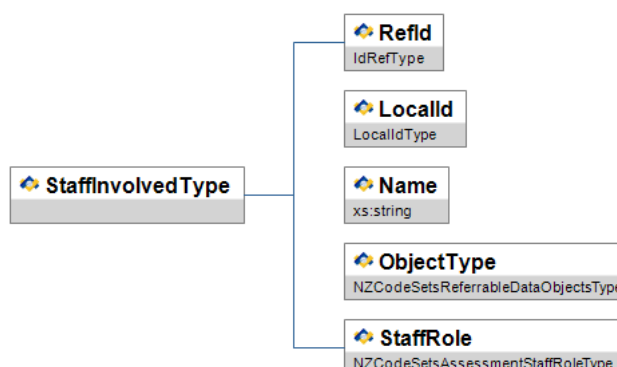 RefId
IdRefType
LocalId
LocalIdType
StaffInvolvedType
Name
xs:string
ObjectType
NZCodeSetsReferrableDataObjectsType
StaffRole
NZCodeSetsAssessmentStaffRoleType